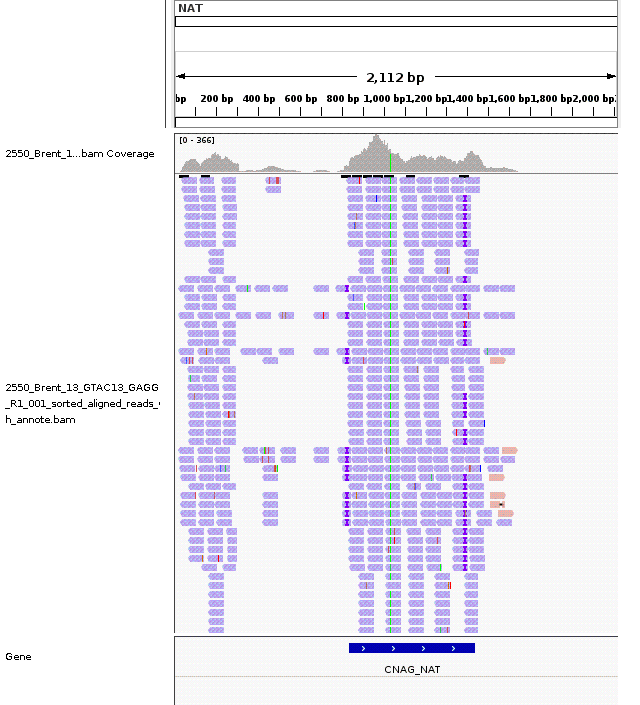 NAT
2,112 bp
bp 200 bp 400 bp 600 bp 800 bp 1,000 bp 1,200 bp 1,400 bp 1,600 bp 1,800 bp 2,000 bp
[0 - 366]
2550_Brent_1...bam Coverage
2550_Brent_13_GTAC13_GAGG
_R1_001_sorted_aligned_reads_
h_annote.bam
Gene
CNAG_NAT